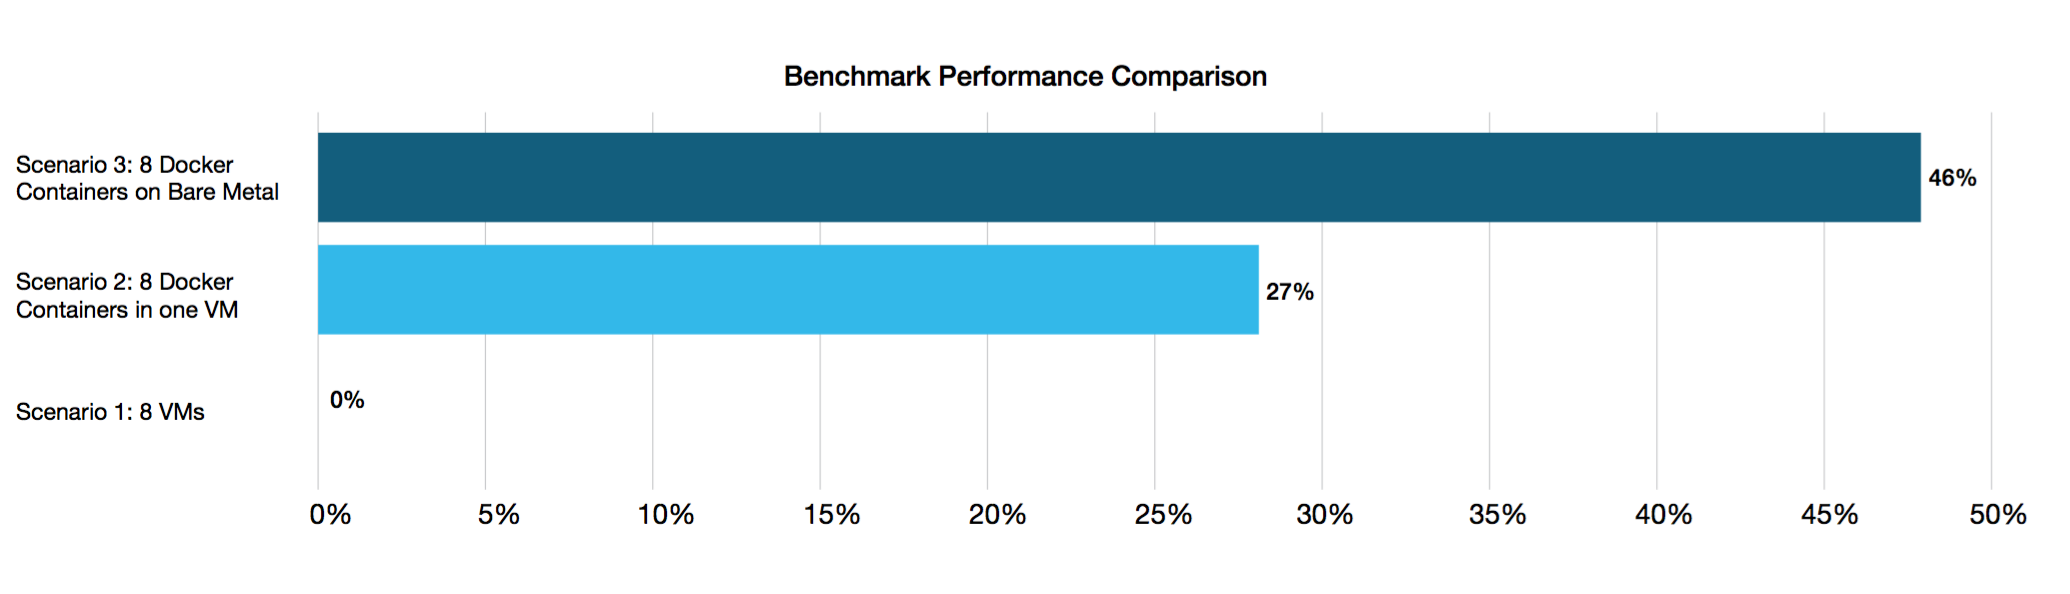 Benchmark Performance Comparison
Scenario 3: 8 Docker
Containers on Bare Metal
46%
Scenario 2: 8 Docker
Containers in one VM
27%
Scenario 1: 8 VMs
0%
0% 5% 10% 15% 20% 25% 30% 35% 40% 45% 50%